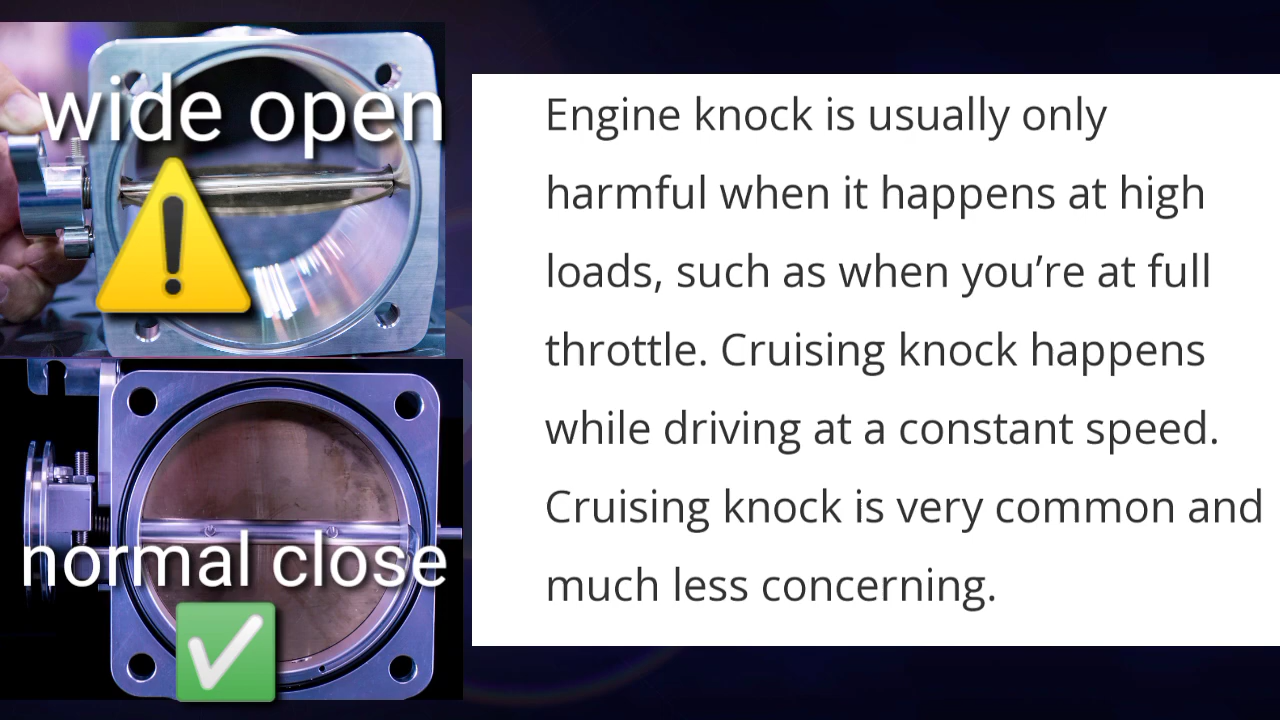 wide open
normal close
Engine knock is usually only
harmful when it happens at high
loads, such as when you’re at full
throttle. Cruising knock happens
while driving at a constant speed.
Cruising knock is very common and
much less concerning.